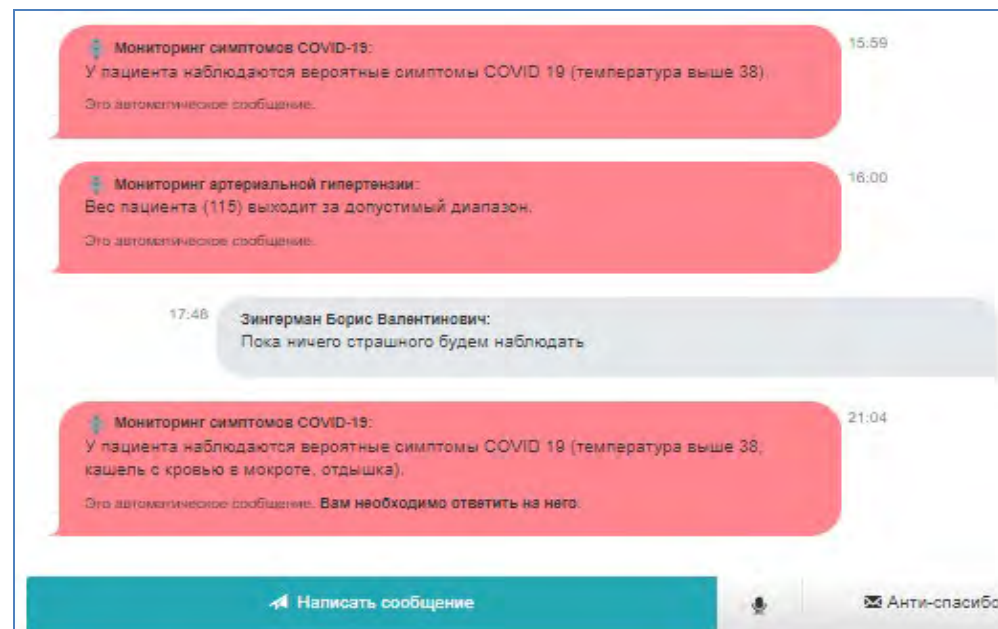 Мониторинг симптомов COVID-19:
15:59
У пациента наблюдаются вероятные симптомы COVID 19 (температура выше 38).
Это автоматическое сообщение.
Мониторинг артериальной гипертензии:
16:00
Вес пациента (115) выходит за допустимый диапазон.
Это автоматическое сообщение.
17:48
Зингерман Борис Валентинович:
Пока ничего страшного будем наблюдать
Мониторинг симптомов COVID-19:
21:04
У пациента наблюдаются вероятные симптомы COVID 19 (температура выше 38,
кашель с кровью в мокроте, отдышка).
Это автоматическое сообщение. Вам необходимо ответить на него.
Написать сообщение
Анти-спасибо